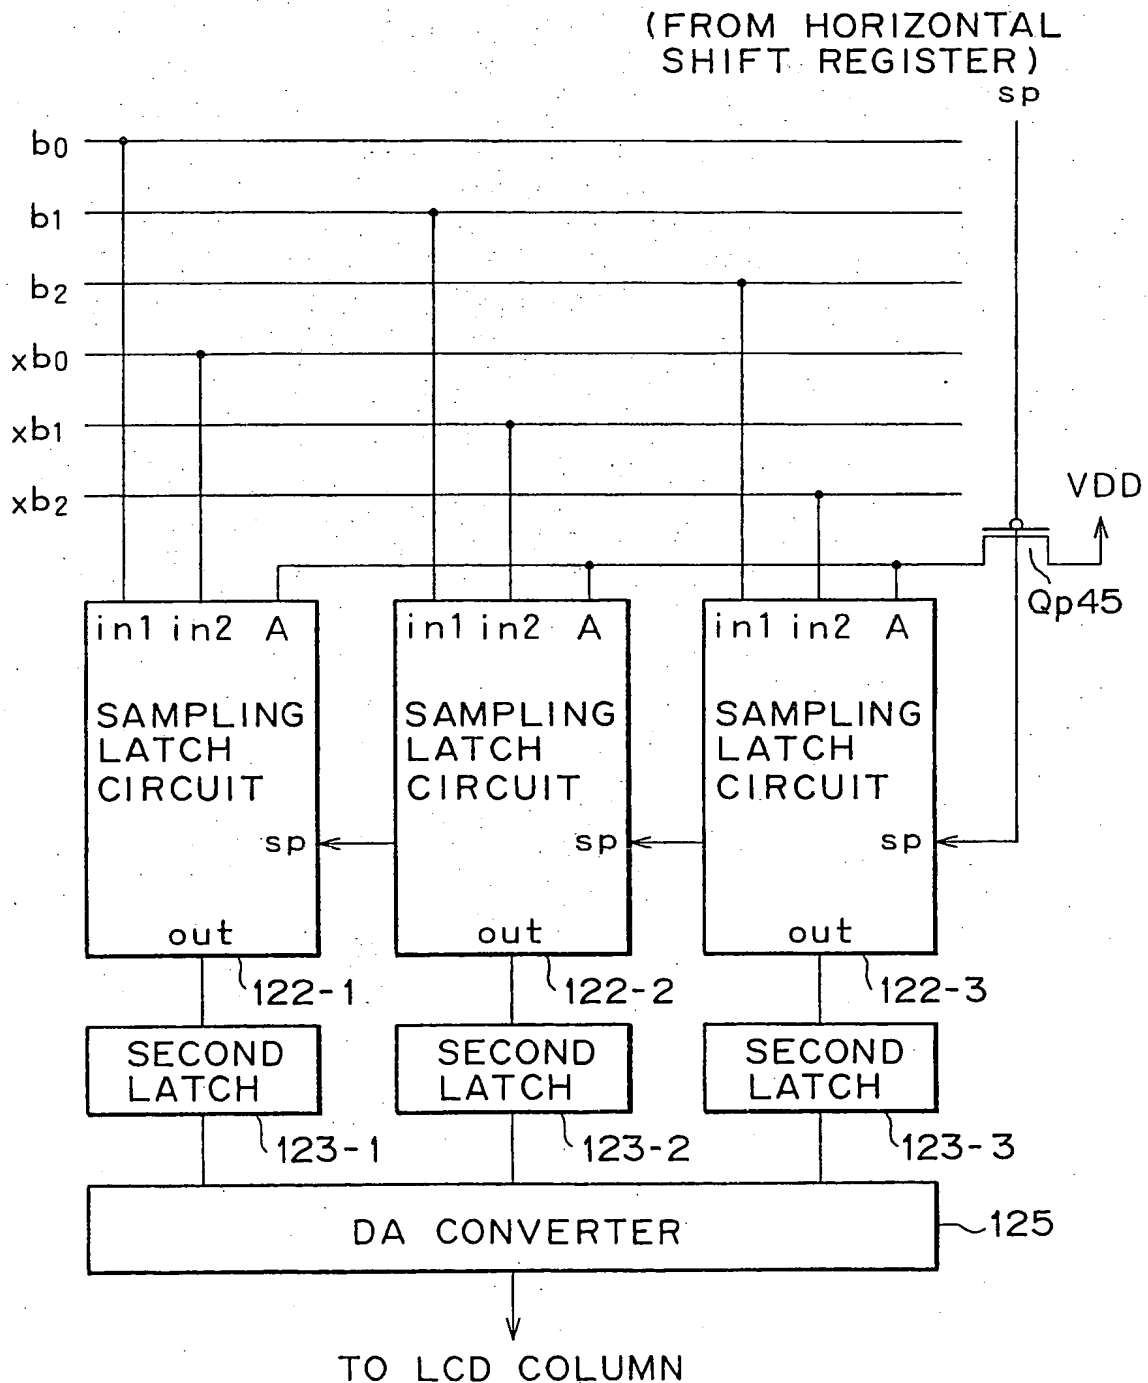 (FROM HORIZONTAL
SHIFT REGISTER)
sp
b0
b1
b2
xb0
xb1
xb2
VDD
Qp45
in1 in2 A
in1 in2 A
in1 in2 A
SAMPLING
LATCH
CIRCUIT
SAMPLING
LATCH
CIRCUIT
SAMPLING
LATCH
CIRCUIT
sp
sp
sp
out
out
out
122-1
122-2
122-3
SECOND
LATCH
SECOND
LATCH
SECOND
LATCH
123-1
123-2
123-3
DA CONVERTER
125
TO LCD COLUMN